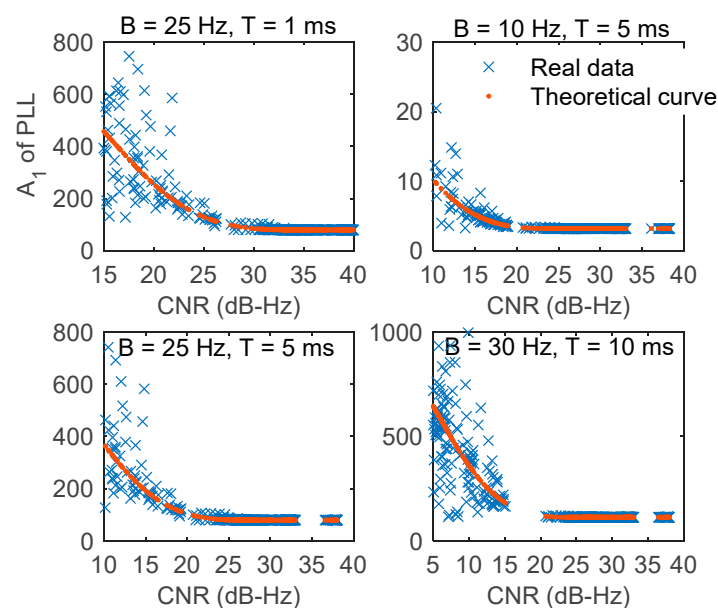 B = 25 Hz, T = 1 ms
A1 of PLL
800
600
400
200
0
15 20 25 30 35 40
CNR (dB-Hz)
B = 10 Hz, T = 5 ms
Real data
Theoretical curve
30
20
10
0
10 15 20 25 30 35 40
CNR (dB-Hz)
B = 25 Hz, T = 5 ms
800
600
400
200
0
10 15 20 25 30 35 40
CNR (dB-Hz)
B = 30 Hz, T = 10 ms
1000
500
0
5 10 15 20 25 30 35 40
CNR (dB-Hz)